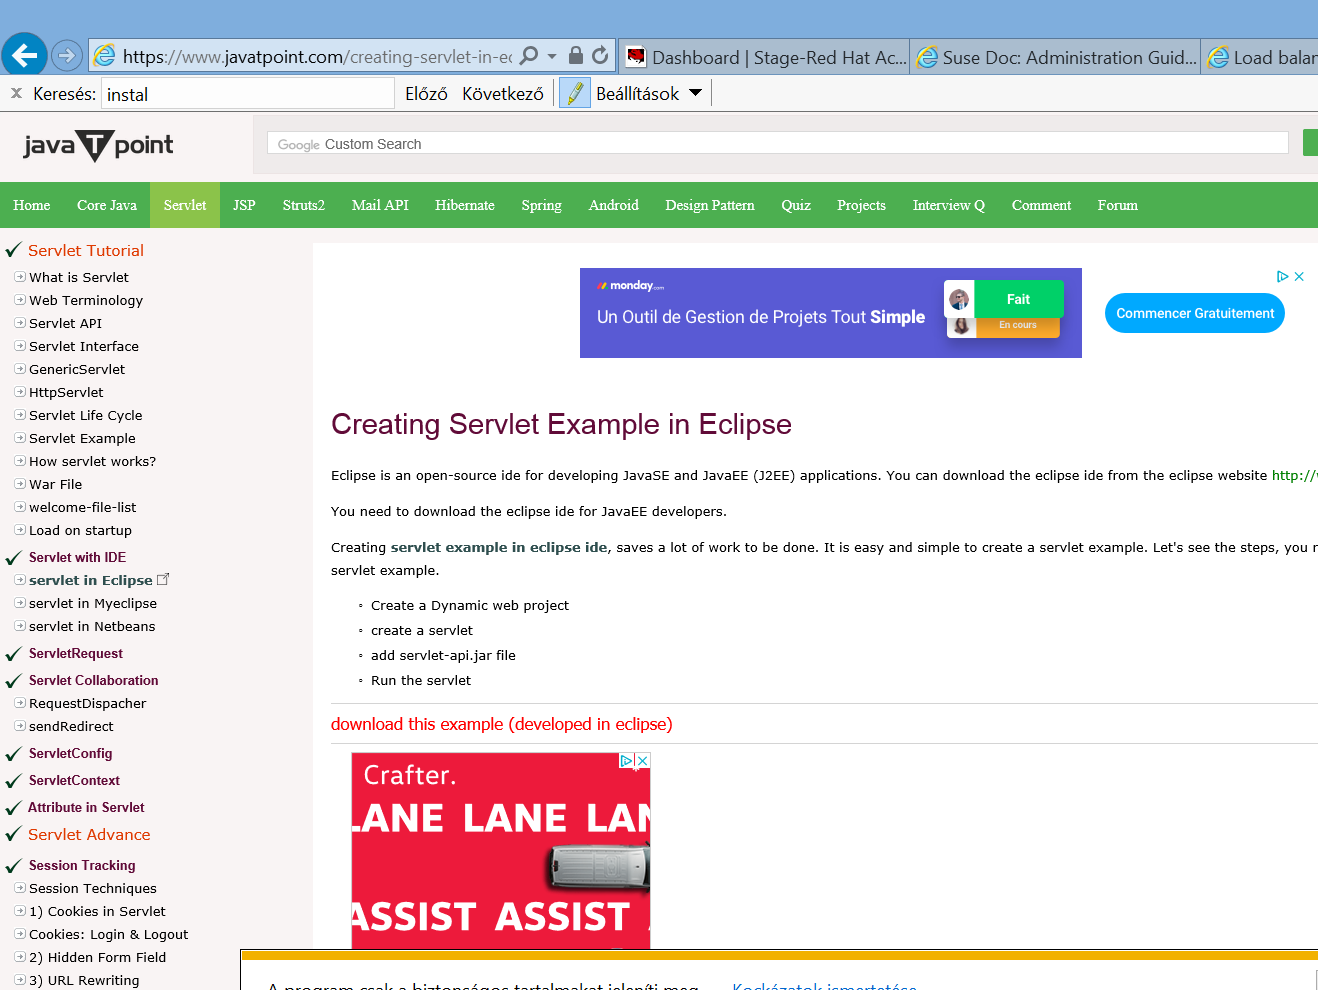 https://www.javatpoint.com/creating-servlet-in-ec
Dashboard | Stage-Red Hat Ac...
Suse Doc: Administration Guid...
Load balan
Keresés: instal
Előző Következő Beállítások
javaTpoint
Google Custom Search
Home Core Java Servlet JSP Struts2 Mail API Hibernate Spring Android Design Pattern Quiz Projects Interview Q Comment Forum
Servlet Tutorial
What is Servlet
Web Terminology
Servlet API
Servlet Interface
GenericServlet
HttpServlet
Servlet Life Cycle
Servlet Example
How servlet works?
War File
welcome-file-list
Load on startup
Servlet with IDE
servlet in Eclipse
servlet in Myeclipse
servlet in Netbeans
ServletRequest
Servlet Collaboration
RequestDispacher
sendRedirect
ServletConfig
ServletContext
Attribute in Servlet
Servlet Advance
Session Tracking
Session Techniques
1) Cookies in Servlet
Cookies: Login & Logout
2) Hidden Form Field
3) URL Rewriting
monday.com
Un Outil de Gestion de Projets Tout Simple
Fait
En cours
Commencer Gratuitement
Creating Servlet Example in Eclipse
Eclipse is an open-source ide for developing JavaSE and JavaEE (J2EE) applications. You can download the eclipse ide from the eclipse website http://
You need to download the eclipse ide for JavaEE developers.
Creating servlet example in eclipse ide, saves a lot of work to be done. It is easy and simple to create a servlet example. Let's see the steps, you
servlet example.
Create a Dynamic web project
create a servlet
add servlet-api.jar file
Run the servlet
download this example (developed in eclipse)
Crafter.
LANE LANE LAN
ASSIST ASSIST
A program csak a biztonságos tartalmakat jeleníti meg. Kockázatok ismertetése